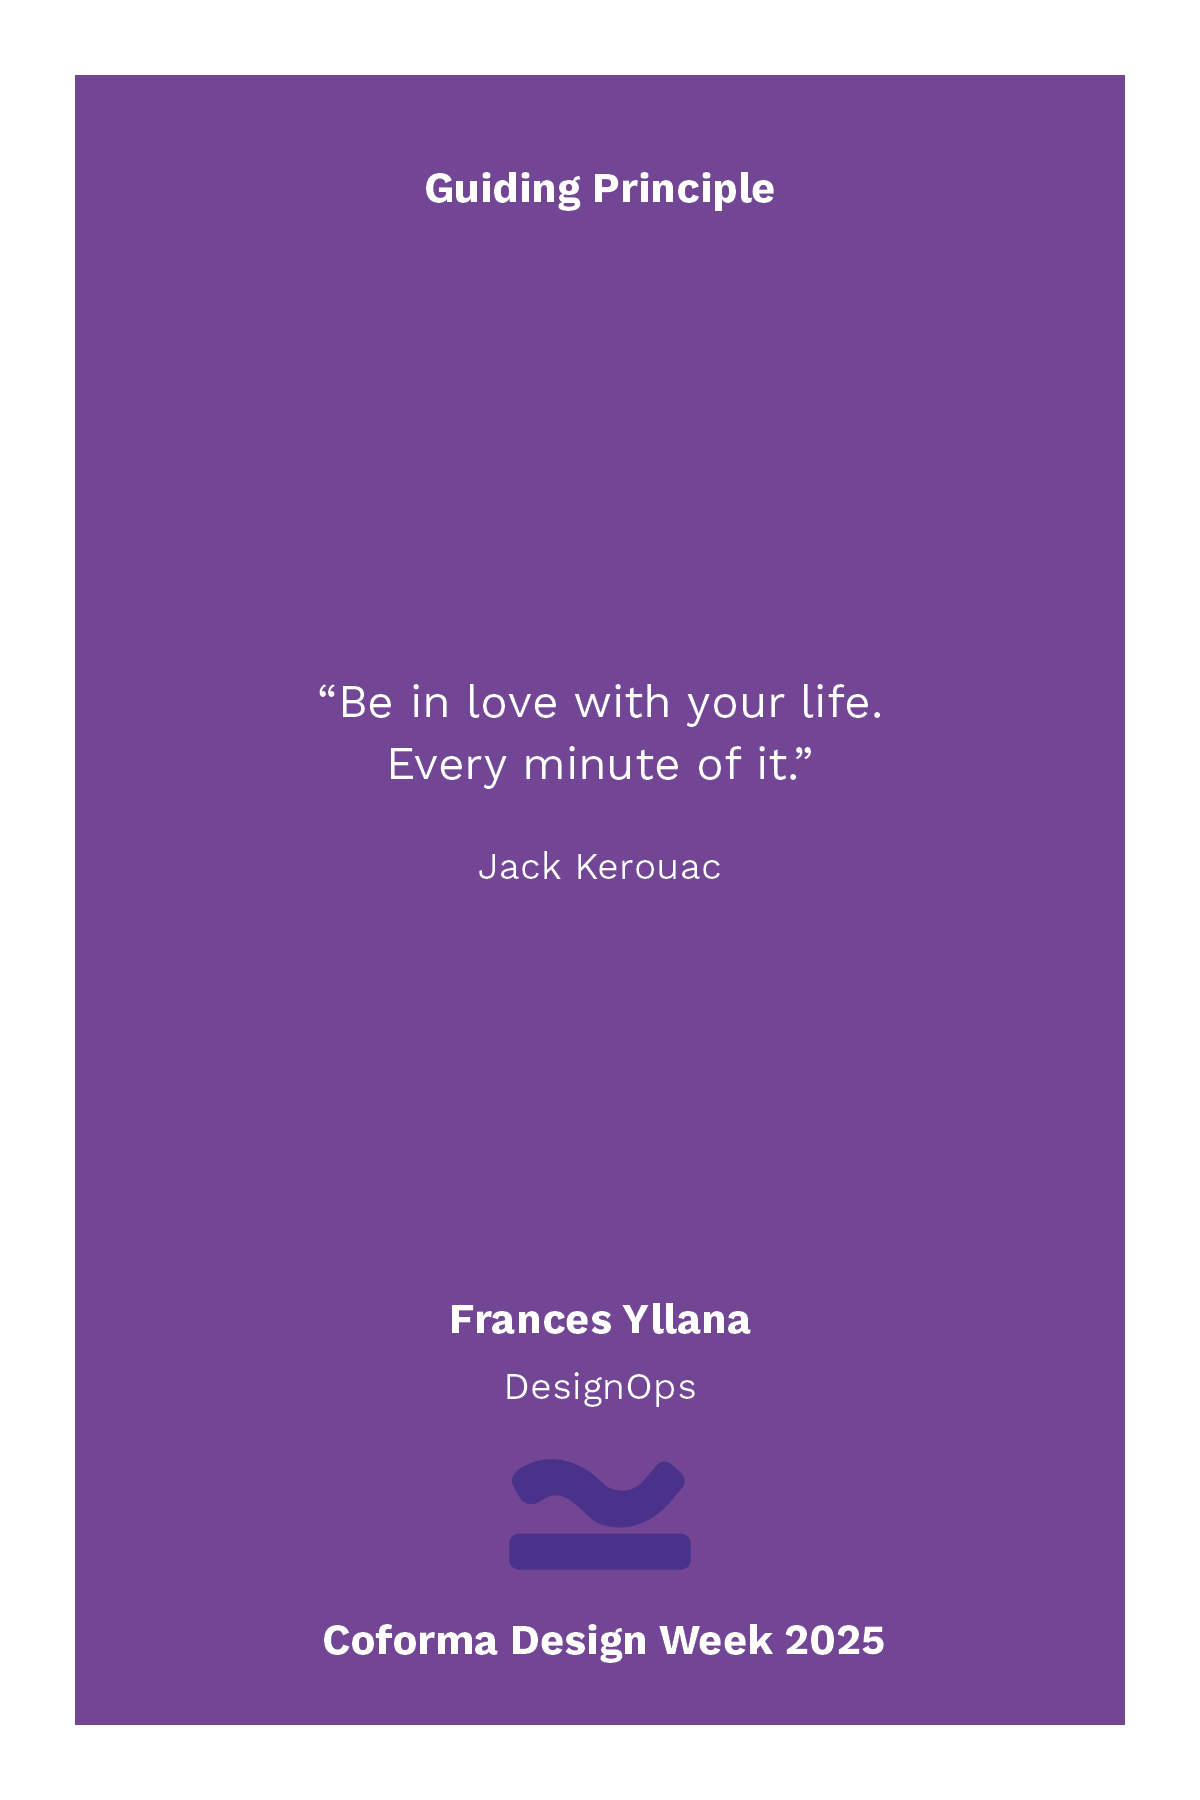 Guiding Principle
“Be in love with your life.
Every minute of it.”
Jack Kerouac
Frances Yllana
DesignOps
Coforma Design Week 2025